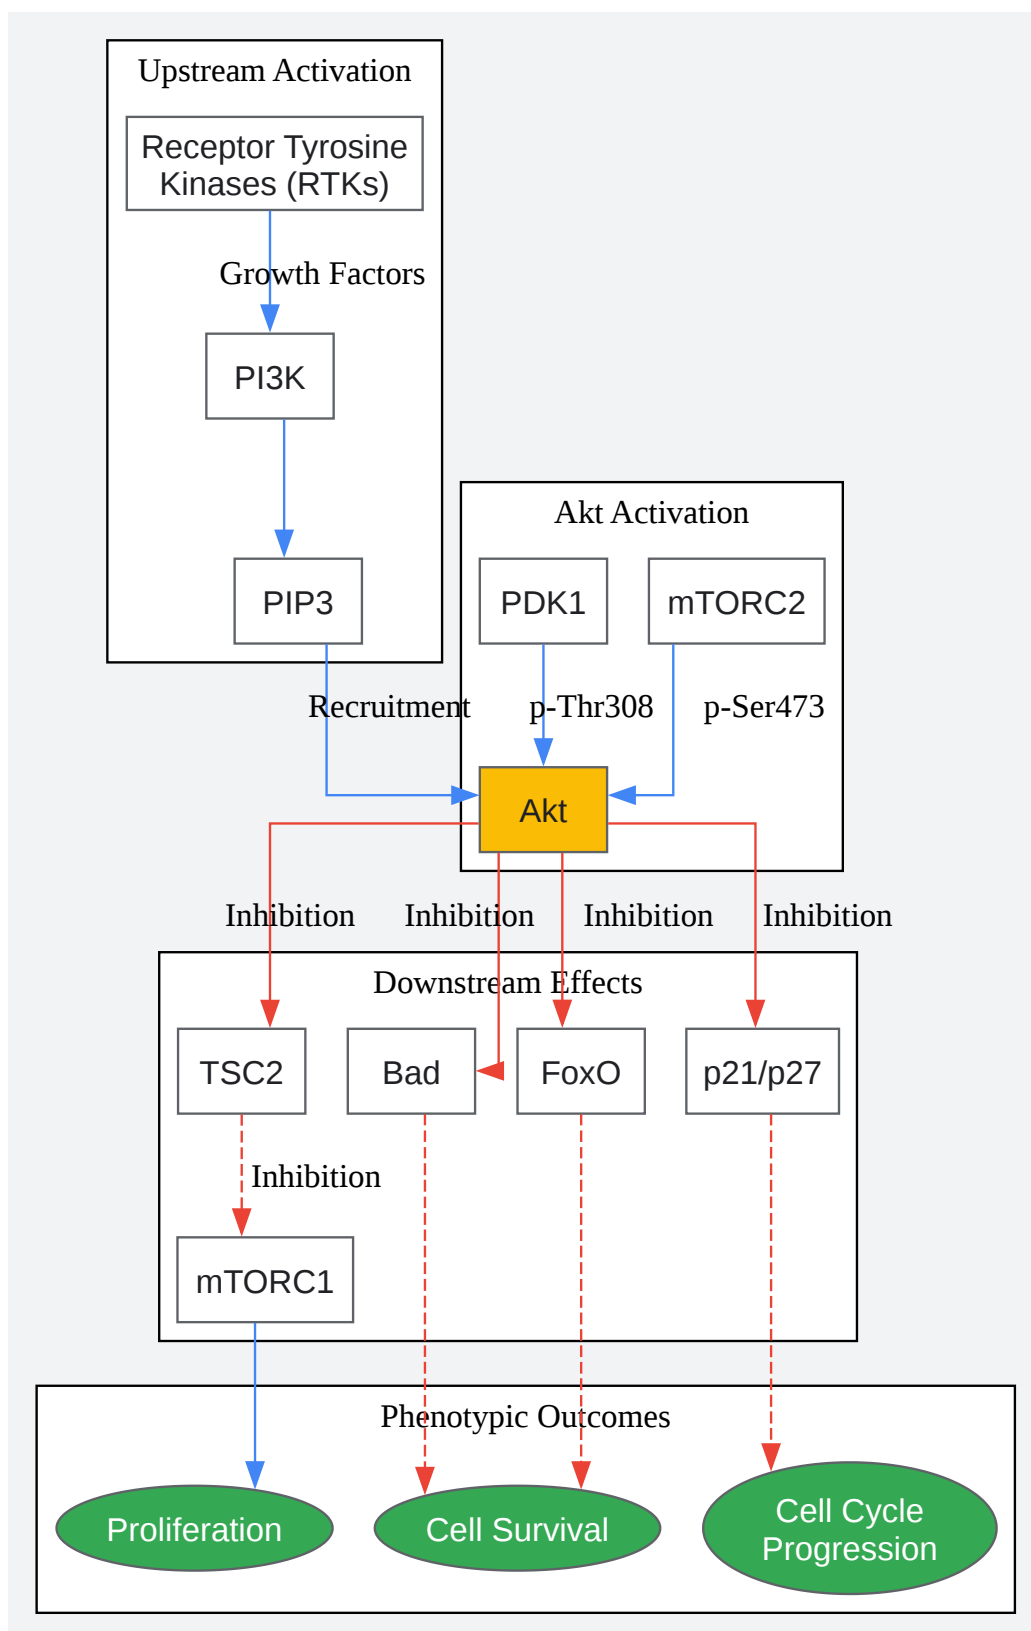 Upstream Activation
Receptor Tyrosine
Kinases (RTKs)
Growth Factors
PI3K
Akt Activation
PIP3
PDK1
mTORC2
Recruitment
p-Thr308
p-Ser473
Akt
Inhibition
Inhibition
Inhibition
Inhibition
Downstream Effects
TSC2
Bad
FoxO
p21/p27
Inhibition
mTORC1
Phenotypic Outcomes
Proliferation
Cell Survival
Cell Cycle
Progression